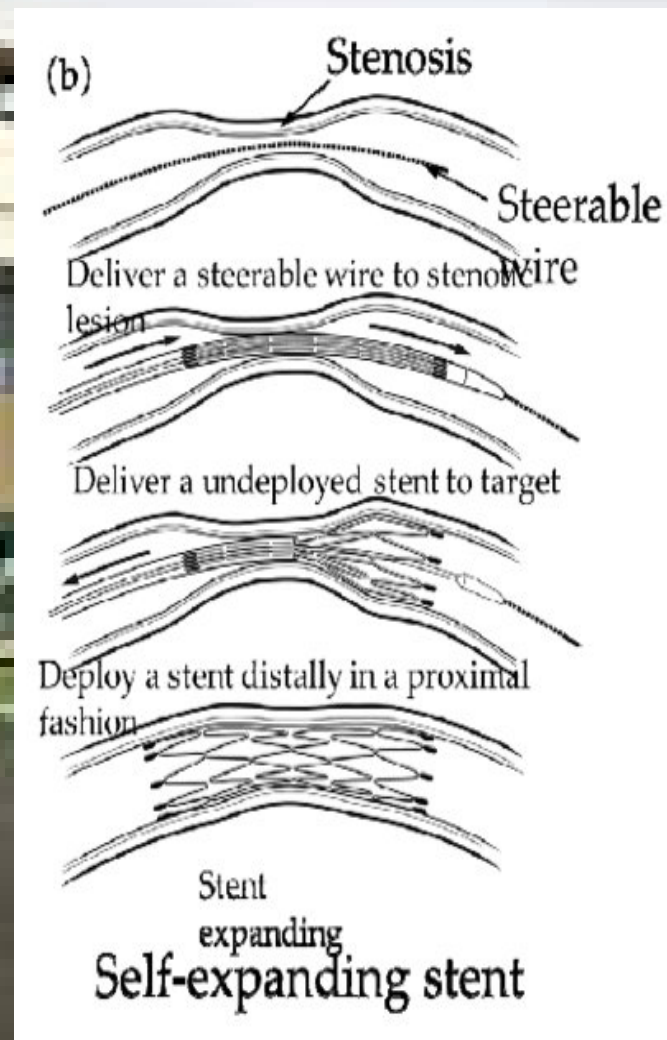 (b)
Stenosis
Steerable
wire
Deliver a steerable wire to stenotic
lesion
Deliver a undeployed stent to target
Deploy a stent distally in a proximal
fashion
Stent
expanding
Self-expanding stent